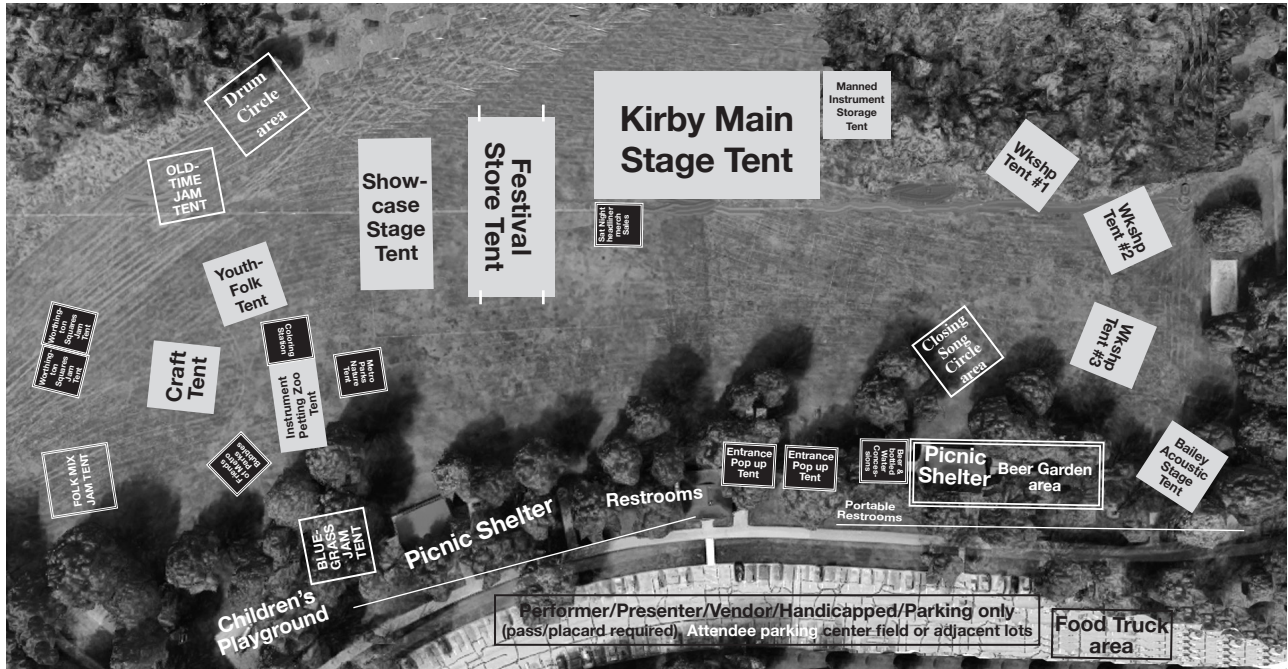 Drum
Circle
area
OLD-
TIME
JAM
TENT
Show-
case
Stage
Tent
Festival
Store Tent
Kirby Main
Stage Tent
Manned
Instrument
Storage
Tent
Sat Night
headliner
merch
Sales
Wkshp
Tent #1
Wkshp
Tent #2
Wkshp
Tent #3
Youth-
Folk
Tent
Coloring
Station
Worthing-
ton
Squares
Jam
Tent
Worthing-
ton
Squares
Jam
Tent
Craft
Tent
Instrument
Petting Zoo
Tent
Metro
Parks
Nature
Tent
Closing
Song
Circle
area
FOLK MIX
JAM TENT
Friends
of Metro
Parks
Bubbles
BLUE-
GRASS
JAM
TENT
Picnic Shelter
Restrooms
Entrance
Pop up
Tent
Entrance
Pop up
Tent
Beer &
bottled
Water
Conces-
sions
Picnic
Shelter
Beer Garden
area
Bailey
Acoustic
Stage
Tent
Portable
Restrooms
Children's
Playground
Performer/Presenter/Vendor/Handicapped/Parking only
(pass/placard required) Attendee parking center field or adjacent lots
Food Truck
area